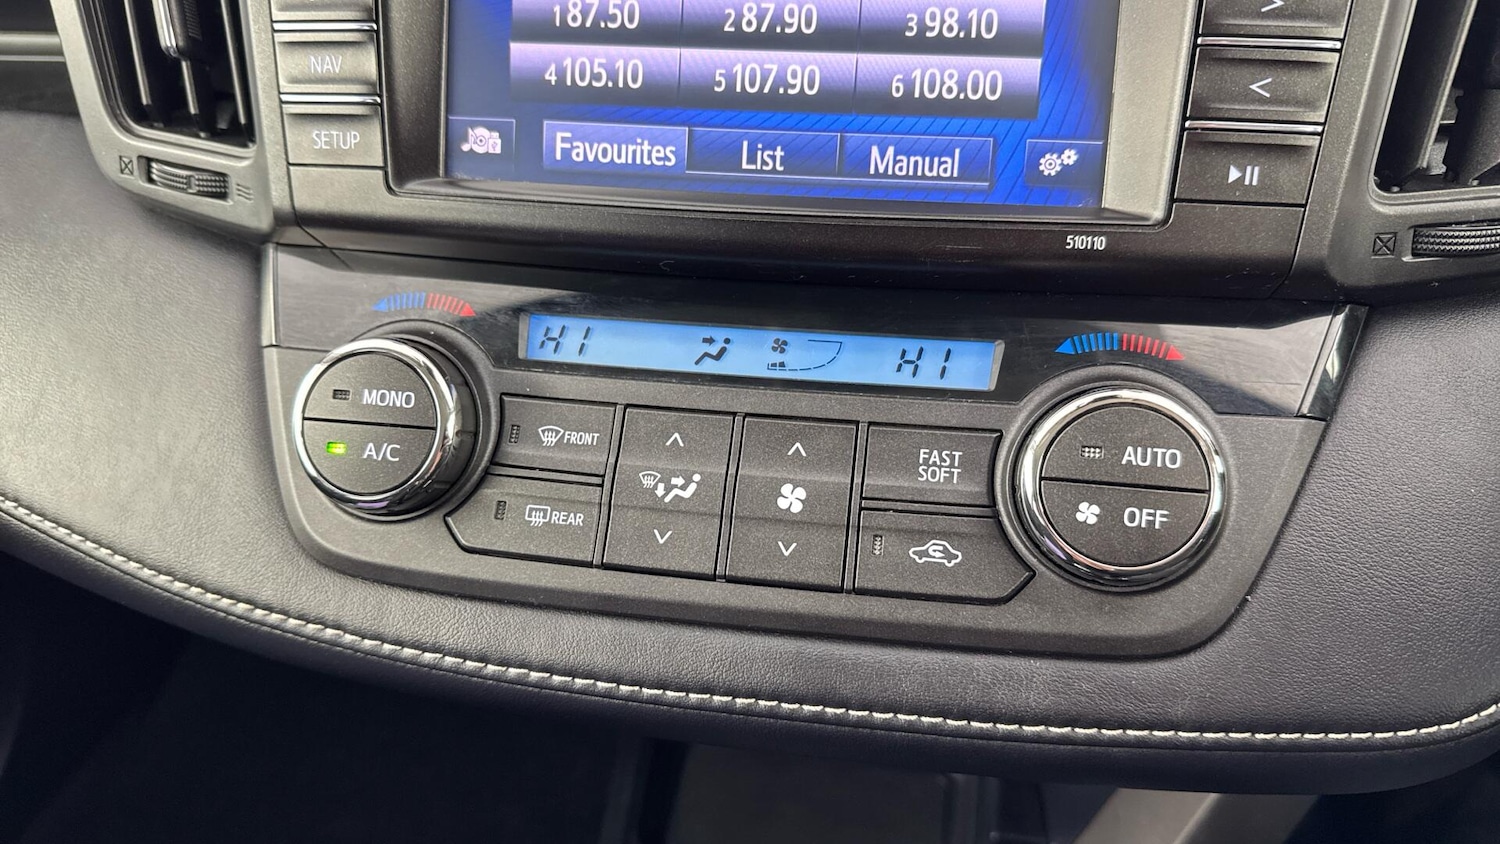 1 87.50 2 87.90 3 98.10
4 105.10 5 107.90 6 108.00
NAV
SETUP
Favourites List Manual
510110
HI HI
MONO
A/C
FRONT
REAR
FAST
SOFT
AUTO
OFF